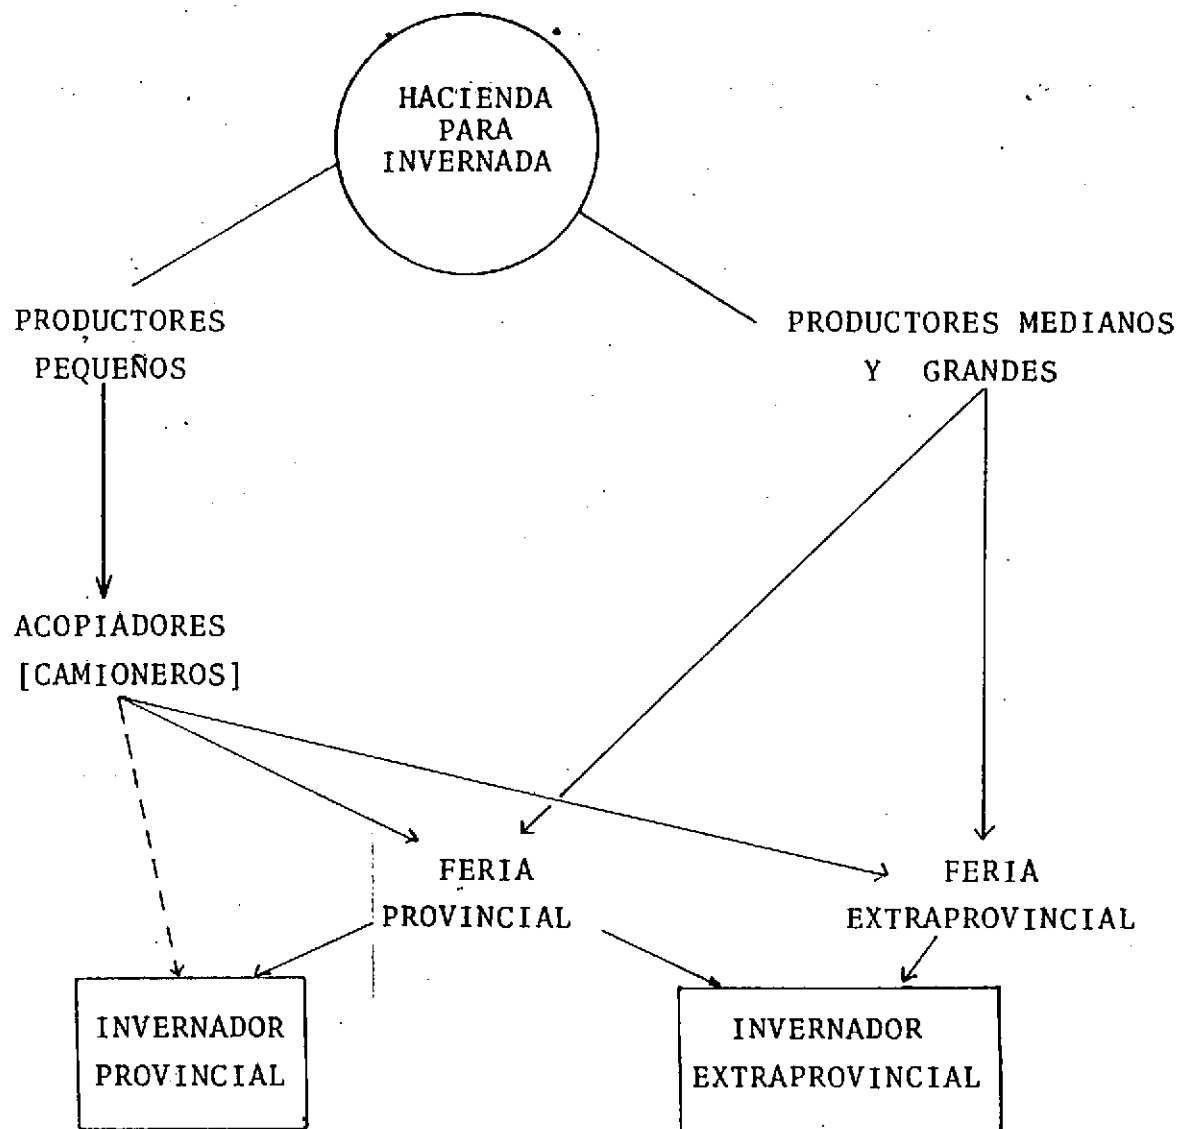 HACIENDA
PARA
INVERNADA
PRODUCTORES
PEQUEÑOS
PRODUCTORES MEDIANOS
Y GRANDES
ACOPIADORES
[CAMIONEROS]
FERIA
PROVINCIAL
FERIA
EXTRAPROVINCIAL
INVERNADOR
PROVINCIAL
INVERNADOR
EXTRAPROVINCIAL